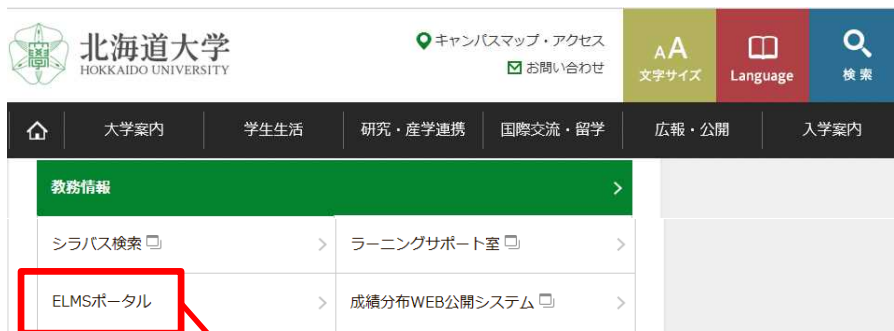 北海道大学
HOKKAIDO UNIVERSITY
キャンパスマップ・アクセス
お問い合わせ
AA
文字サイズ
Language
検索
大学案内 学生生活 研究・産学連携 国際交流・留学 広報・公開 入学案内
教務情報
シラバス検索 ラーニングサポート室
ELMSポータル 成績分布WEB公開システム